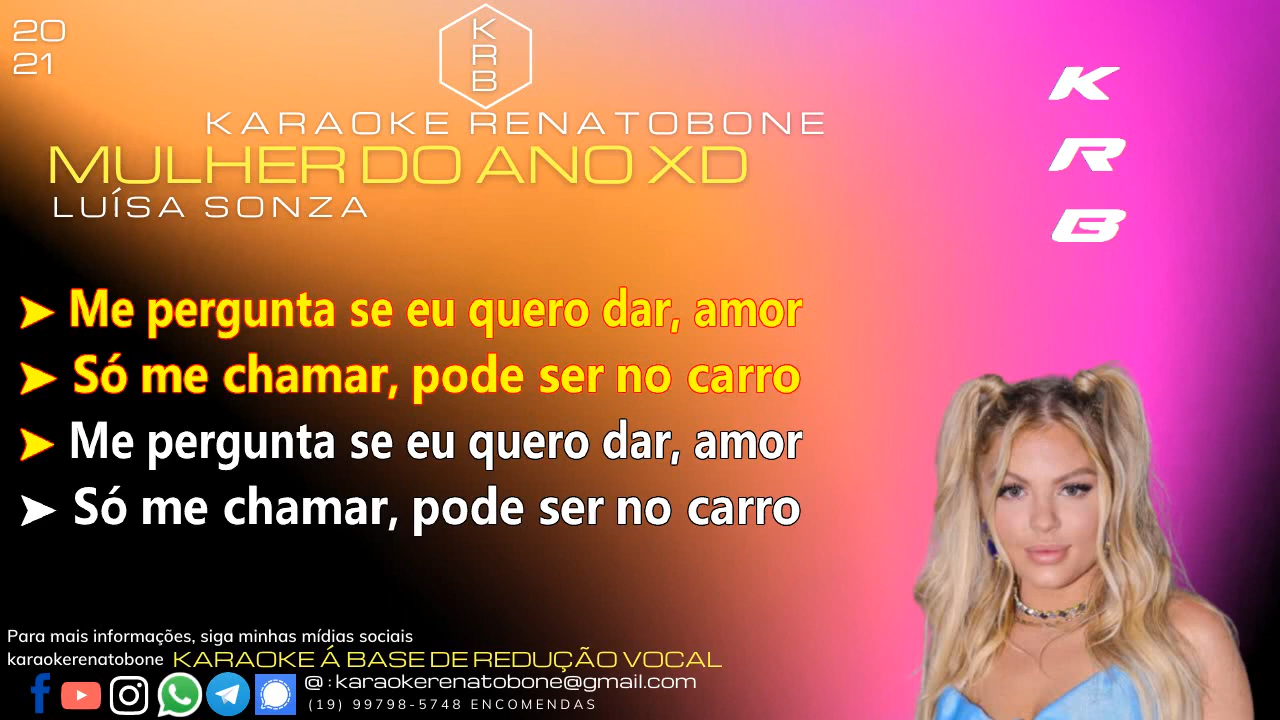 20
21
K
R
B
KARAOKE RENATOBONE
MULHER DO ANO XD
LUÍSA SONZA
K
R
B
➤ Me pergunta se eu quero dar, amor
➤ Só me chamar, pode ser no carro
➤ Me pergunta se eu quero dar, amor
➤ Só me chamar, pode ser no carro
Para mais informações, siga minhas mídias sociais
karaokerenatobone KARAOKE Á BASE DE REDUÇÃO VOCAL
@ : karaokerenatobone@gmail.com
(19) 99798-5748 ENCOMENDAS